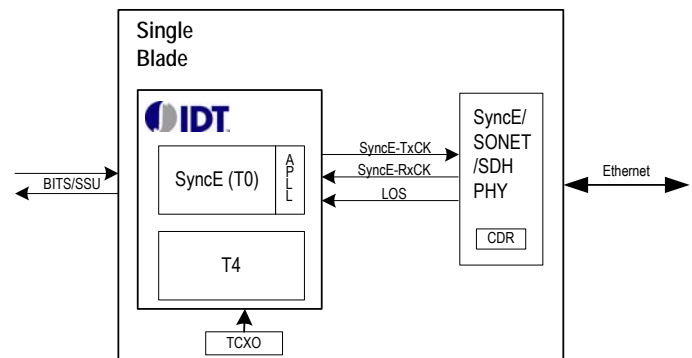 Single
Blade
IDT
SyncE (T0)
A
P
L
L
T4
TCXO
BITS/SSU
SyncE-TxCK
SyncE-RxCK
LOS
SyncE/
SONET
/SDH
PHY
CDR
Ethernet